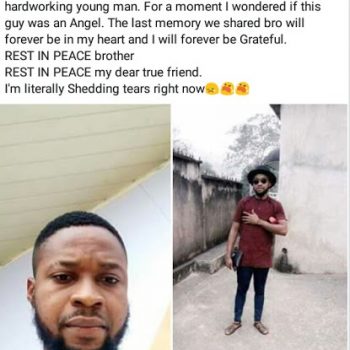 hardworking young man. For a moment I wondered if this
guy was an Angel. The last memory we shared bro will
forever be in my heart and I will forever be Grateful.
REST IN PEACE brother
REST IN PEACE my dear true friend.
I'm literally Shedding tears right now😢💔💔